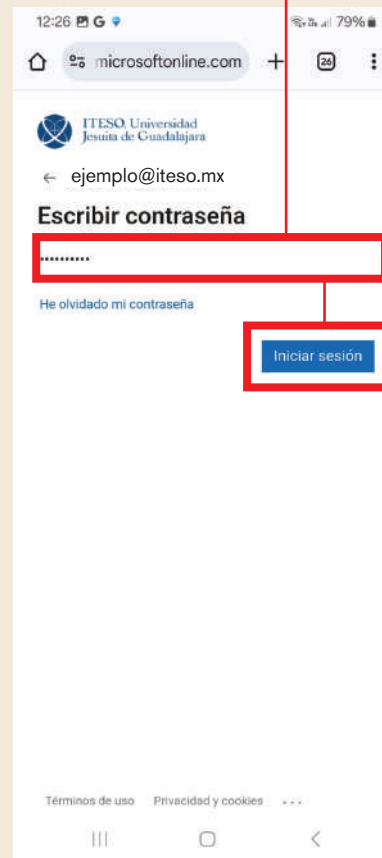 12:26 79%
microsoftonline.com 26
ITESO, Universidad
Jesuita de Guadalajara
ejemplo@iteso.mx
Escribir contraseña
••••••••••
He olvidado mi contraseña
Iniciar sesión
Términos de uso Privacidad y cookies ...